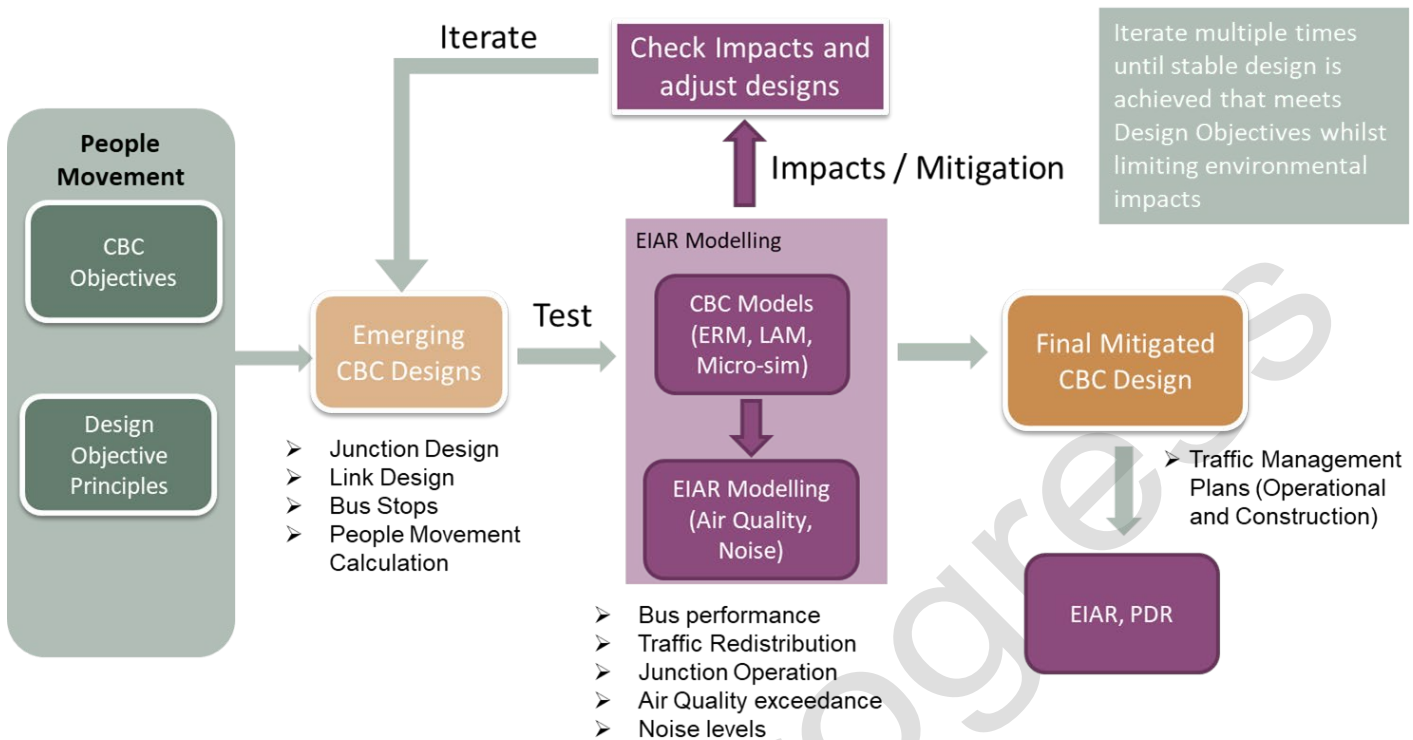 Iterate
Check Impacts and
adjust designs
Iterate multiple times
until stable design is
achieved that meets
Design Objectives whilst
limiting environmental
impacts
People
Movement
CBC
Objectives
Design
Objective
Principles
Impacts / Mitigation
Emerging
CBC Designs
Test
➢ Junction Design
➢ Link Design
➢ Bus Stops
➢ People Movement
Calculation
EIAR Modelling
CBC Models
(ERM, LAM,
Micro-sim)
EIAR Modelling
(Air Quality,
Noise)
➢ Bus performance
➢ Traffic Redistribution
➢ Junction Operation
➢ Air Quality exceedance
➢ Noise levels
Final Mitigated
CBC Design
➢ Traffic Management
Plans (Operational
and Construction)
EIAR, PDR
ogress